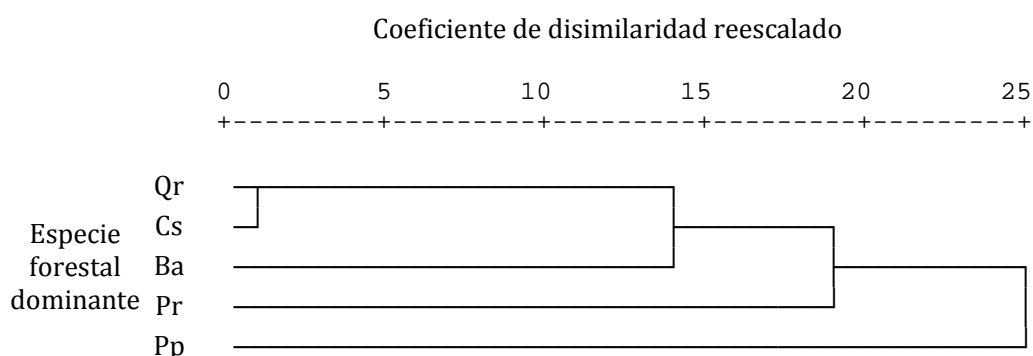 Coeficiente de disimilaridad reescalado
0 5 10 15 20 25
+---------+---------+---------+---------+---------+
Qr
Cs
Ba
Pr
Pp
Especie
forestal
dominante